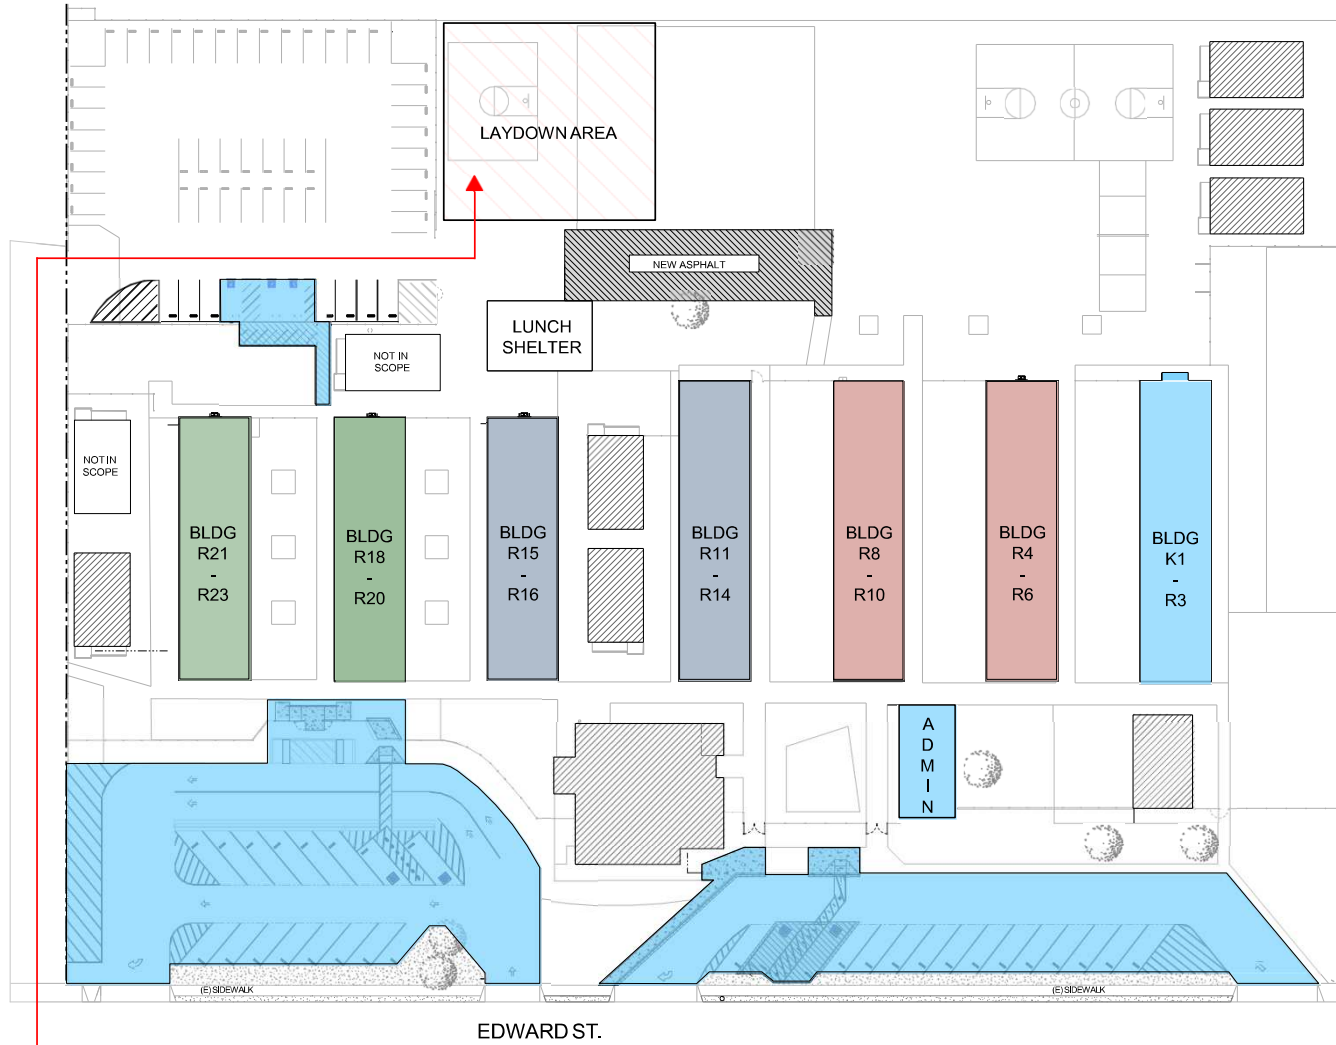 LAYDOWN AREA
NEW ASPHALT
LUNCH
SHELTER
NOT IN
SCOPE
NOT IN
SCOPE
BLDG
R21
-
R23
BLDG
R18
-
R20
BLDG
R15
-
R16
BLDG
R11
-
R14
BLDG
R8
-
R10
BLDG
R4
-
R6
BLDG
K1
-
R3
A
D
M
I
N
(E) SIDEWALK
(E) SIDEWALK
EDWARD ST.